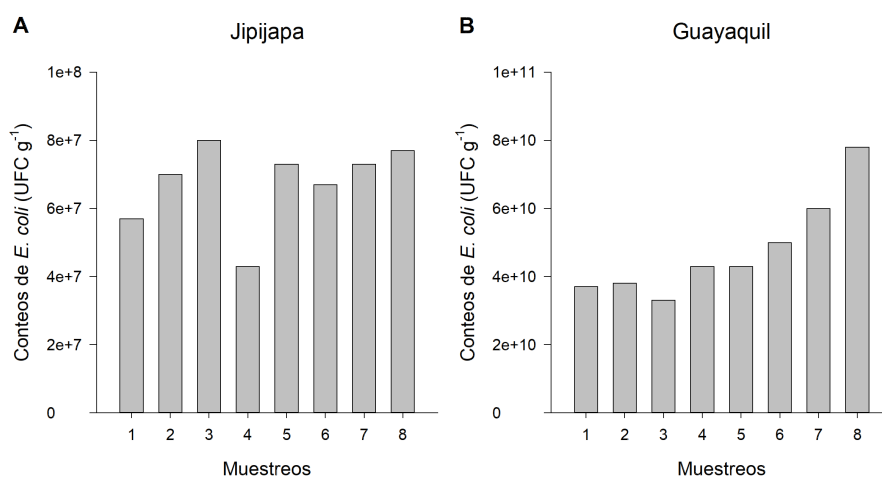 A
Jipijapa
Conteos de E. coli (UFC g-1)
1e+8
8e+7
6e+7
4e+7
2e+7
0
1 2 3 4 5 6 7 8
Muestreos
B
Guayaquil
Conteos de E. coli (UFC g-1)
1e+11
8e+10
6e+10
4e+10
2e+10
0
1 2 3 4 5 6 7 8
Muestreos